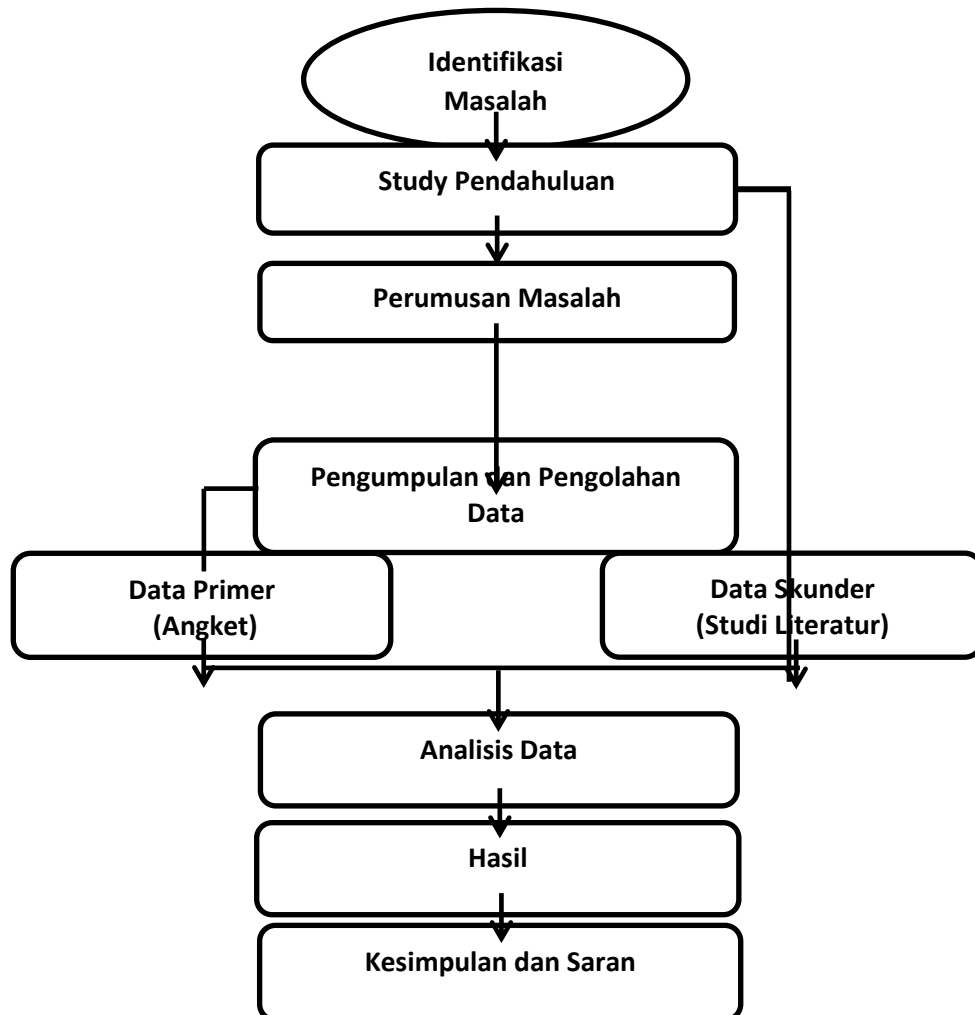 Identifikasi
Masalah
Study Pendahuluan
Perumusan Masalah
Pengumpulan dan Pengolahan
Data
Data Primer
(Angket)
Data Skunder
(Studi Literatur)
Analisis Data
Hasil
Kesimpulan dan Saran